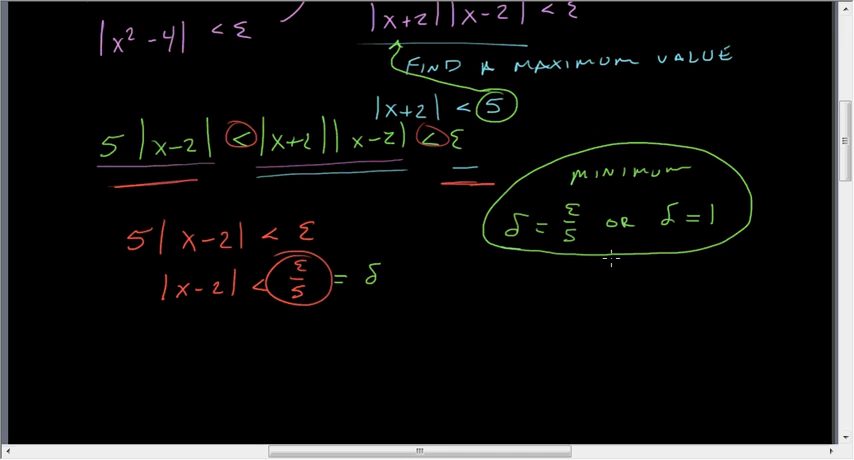 |x² - 4| < ε
|x+2||x-2| < ε
FIND A MAXIMUM VALUE
|x+2| < 5
5|x-2| < |x+2||x-2| < ε
MINIMUM
δ = ε/5 OR δ = 1
5|x-2| < ε
|x-2| < ε/5 = δ